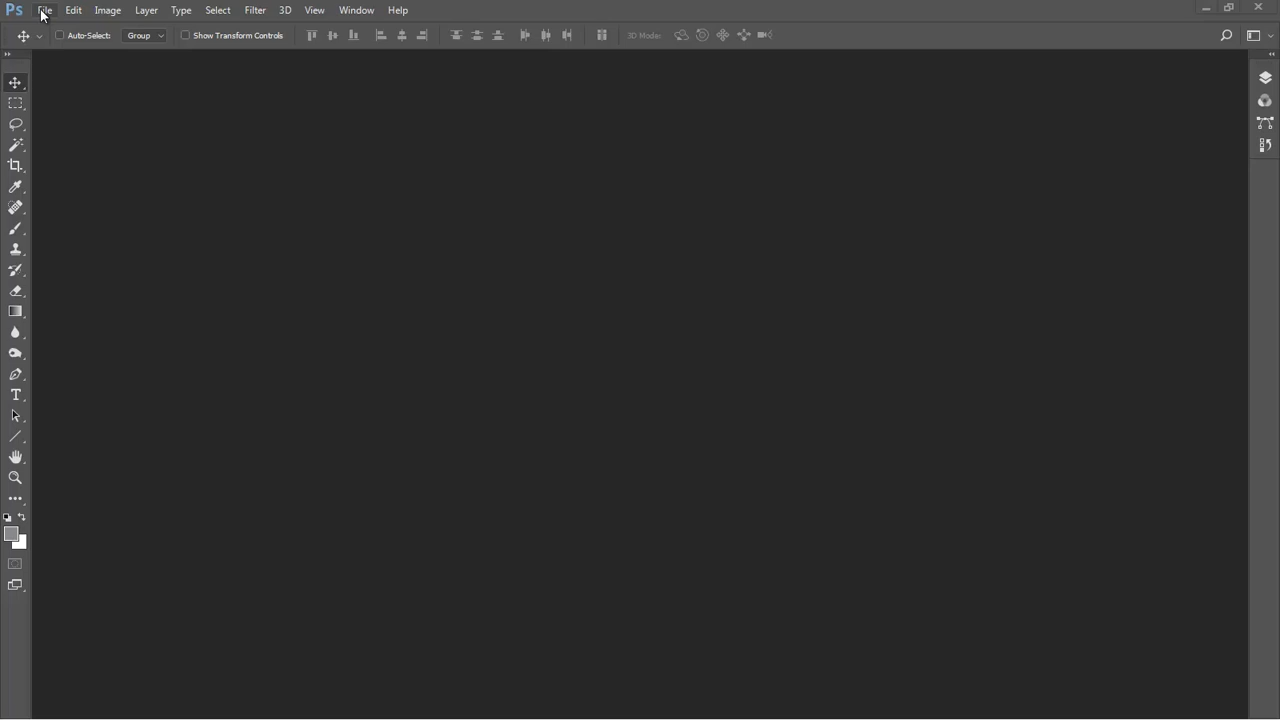 Ps File Edit Image Layer Type Select Filter 3D View Window Help
Auto-Select: Group Show Transform Controls 3D Mode:
T